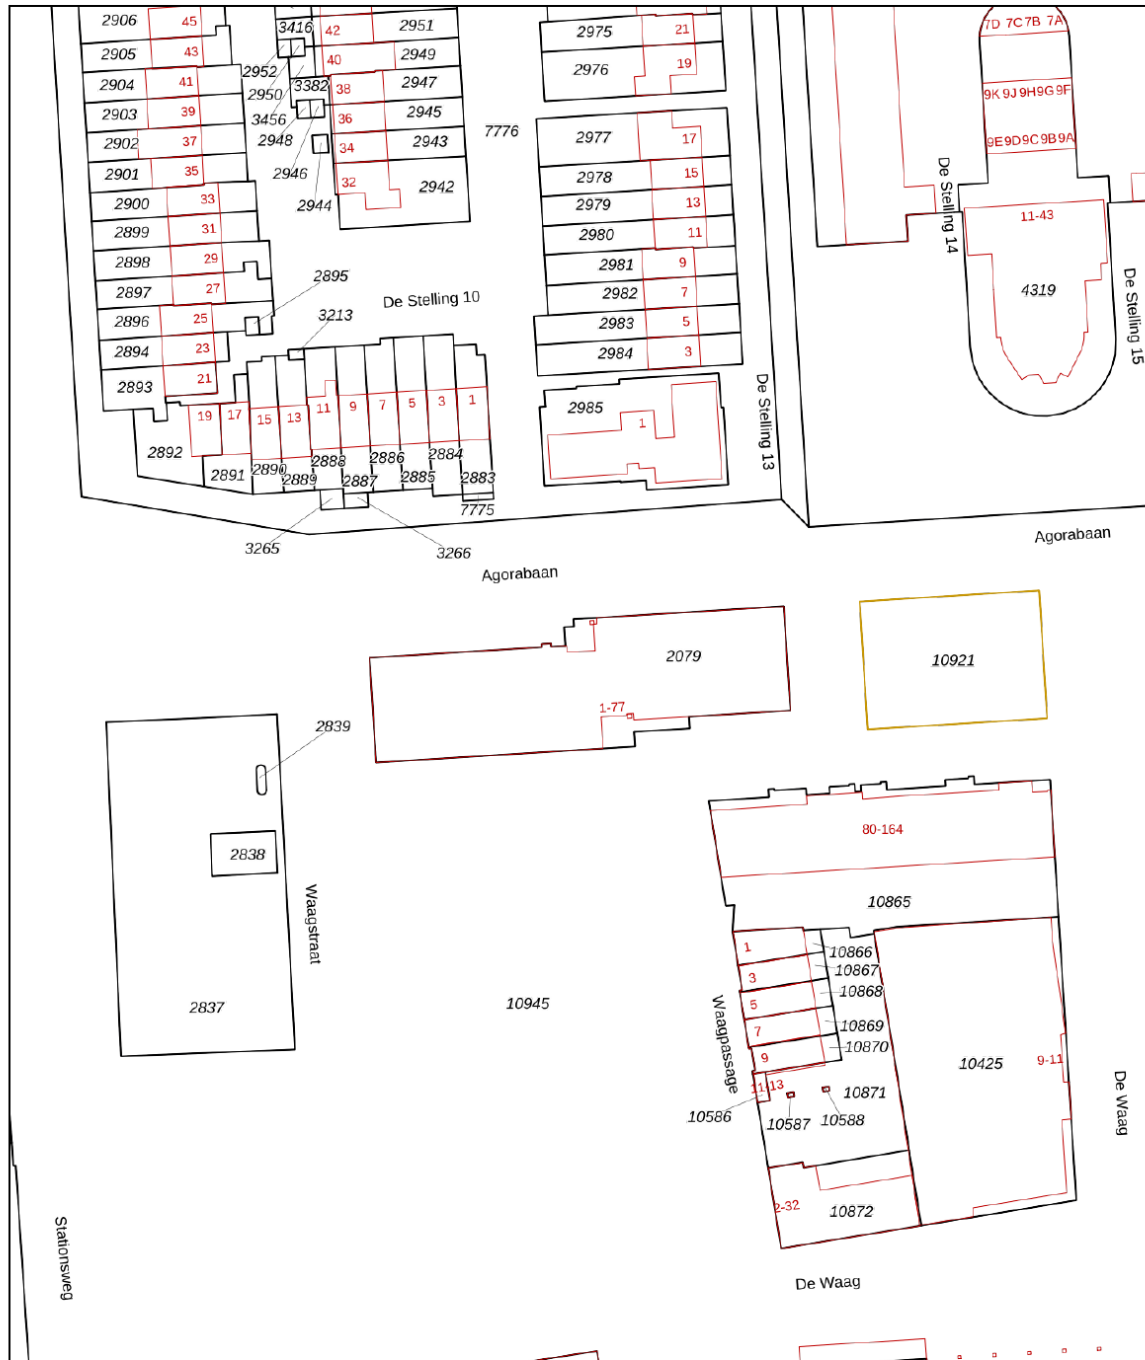 2906 45 3416 42 2951 2975 21 7D 7C 7B 7A
2905 43 2952 40 2949 2976 19
2904 41 2950 3382 38 2947 9K 9J 9H 9G 9F
2903 39 3456 36 2945
2902 37 2948 34 2943 7776 2977 17 9E 9D 9C 9B 9A
2901 35 2946 32 2942 2978 15 De Stelling 14
2900 33 2944 2979 13
2899 31 2980 11 11-43
2898 29 2895 2981 9
2897 27 De Stelling 10 2982 7 4319 De Stelling 15
2896 25 3213 2983 5
2894 23 2984 3
2893 21
19 17 15 13 11 9 7 5 3 1 2985 1 De Stelling 13
2892 2891 2890 2889 2888 2887 2886 2885 2884 2883
7775
3265 3266
Agorabaan
Agorabaan
2079 10921
1-77
2839
80-164
2838
Waagstraat 10865
1 10866
3 10867
5 10868
7 10869
9 10870
2837 10945 Waagpassage
10425 9-11
11-13 10871
10586 10587 10588 De Waag
2-32 10872
Stationsweg
De Waag